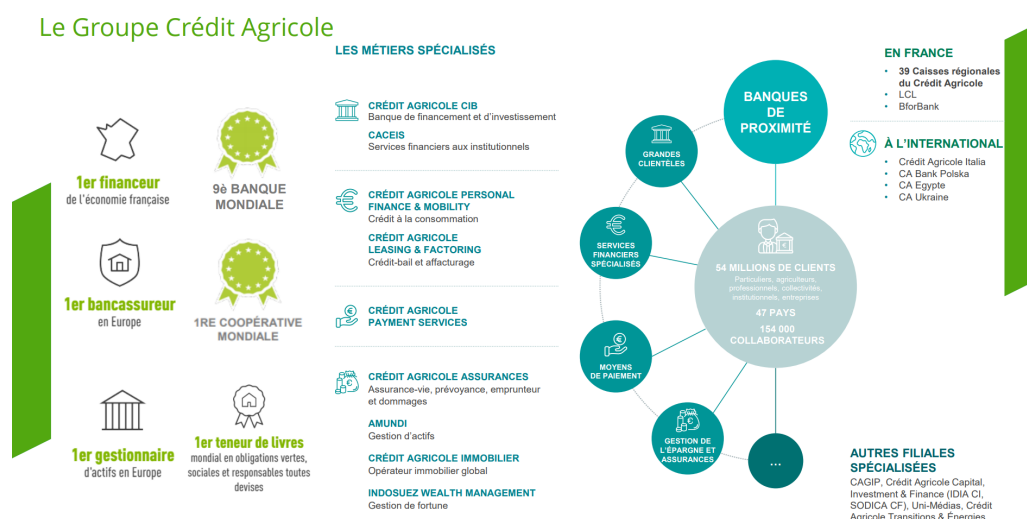 Le Groupe Crédit Agricole
1er financeur
de l'économie française
9è BANQUE
MONDIALE
1er bancassureur
en Europe
1RE COOPÉRATIVE
MONDIALE
1er gestionnaire
d'actifs en Europe
1er teneur de livres
mondial en obligations vertes,
sociales et responsables toutes
devises
LES MÉTIERS SPÉCIALISÉS
CRÉDIT AGRICOLE CIB
Banque de financement et d'investissement
CACEIS
Services financiers aux institutionnels
CRÉDIT AGRICOLE PERSONAL
FINANCE & MOBILITY
Crédit à la consommation
CRÉDIT AGRICOLE
LEASING & FACTORING
Crédit-bail et affacturage
CRÉDIT AGRICOLE
PAYMENT SERVICES
CRÉDIT AGRICOLE ASSURANCES
Assurance-vie, prévoyance, emprunteur
et dommages
AMUNDI
Gestion d'actifs
CRÉDIT AGRICOLE IMMOBILIER
Opérateur immobilier global
INDOSUEZ WEALTH MANAGEMENT
Gestion de fortune
BANQUES
DE
PROXIMITÉ
GRANDES
CLIENTÈLES
SERVICES
FINANCIERS
SPÉCIALISÉS
MOYENS
DE PAIEMENT
GESTION DE
L'ÉPARGNE ET
ASSURANCES
...
54 MILLIONS DE CLIENTS
Particuliers, agriculteurs,
professionnels, collectivités,
institutionnels, entreprises
47 PAYS
154 000
COLLABORATEURS
EN FRANCE
• 39 Caisses régionales
du Crédit Agricole
• LCL
• BforBank
À L'INTERNATIONAL
• Crédit Agricole Italia
• CA Bank Polska
• CA Egypte
• CA Ukraine
AUTRES FILIALES
SPÉCIALISÉES
CAGIP, Crédit Agricole Capital,
Investment & Finance (IDIA CI,
SODICA CF), Uni-Médias, Crédit
Agricole Transitions & Énergies